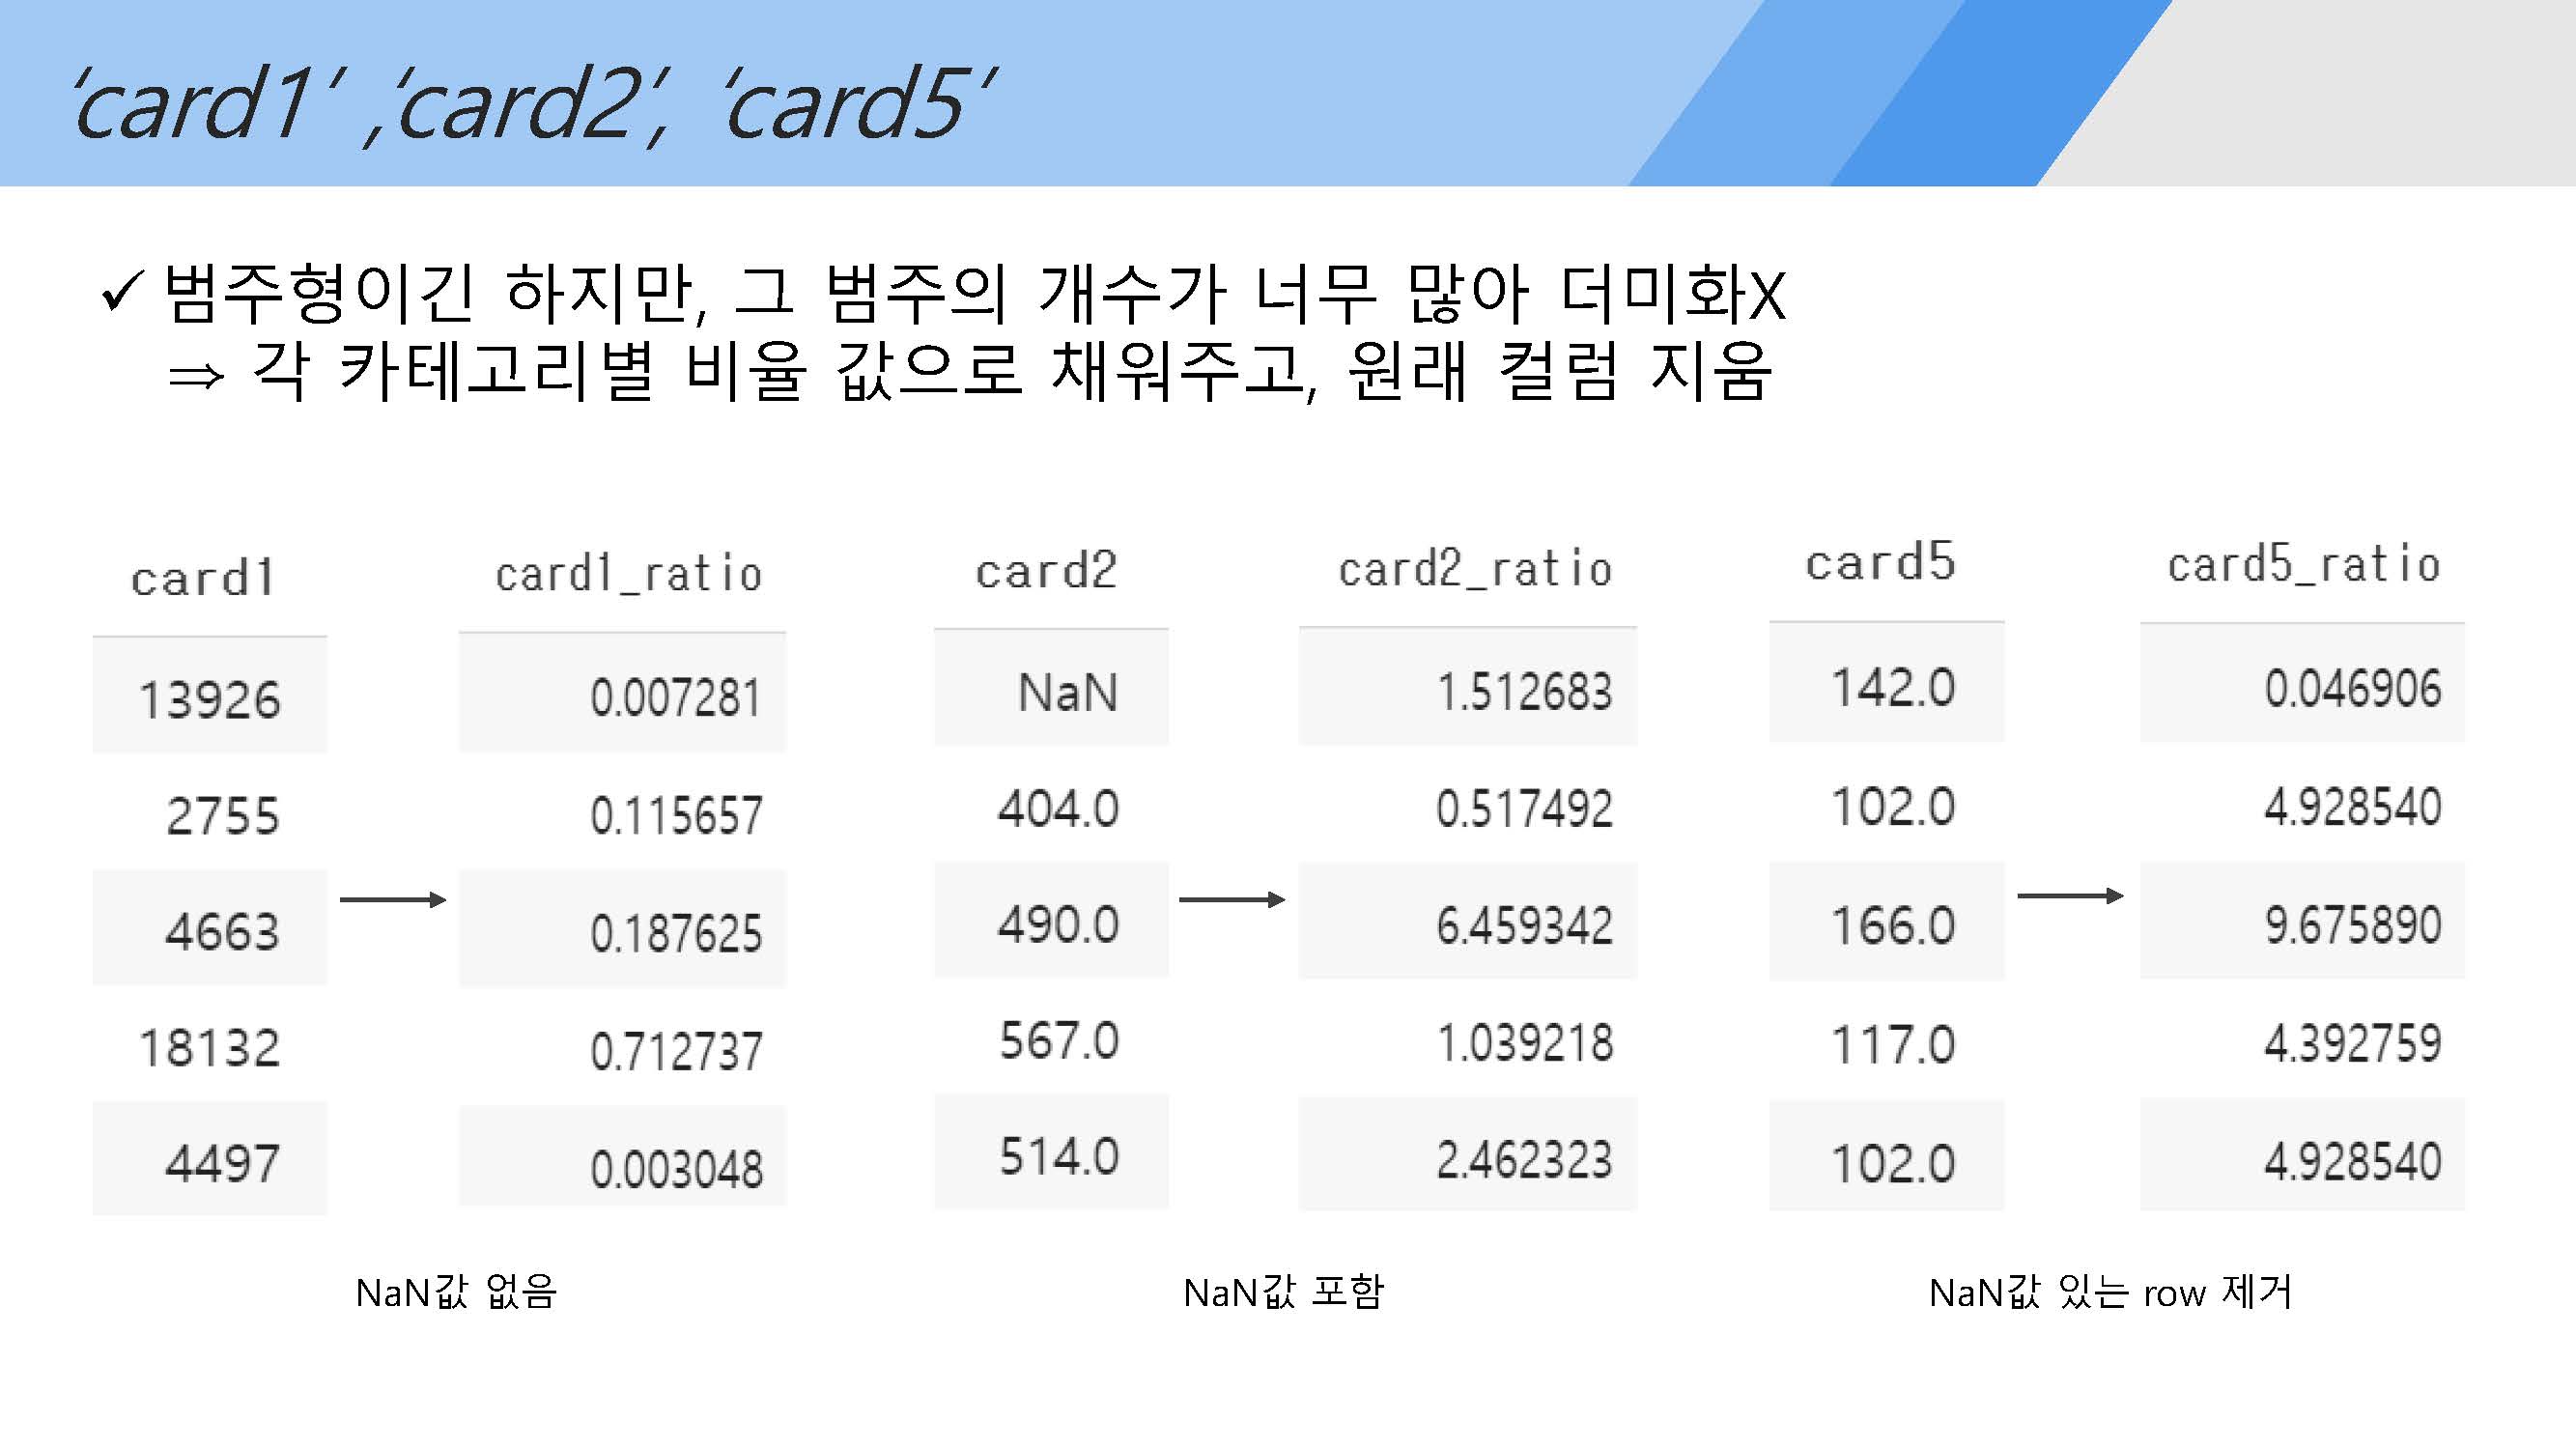 ‘card1’ ,‘card2’, ‘card5’
✓ 범주형이긴 하지만, 그 범주의 개수가 너무 많아 더미화X
⇒ 각 카테고리별 비율 값으로 채워주고, 원래 컬럼 지움
card1
13926
2755
4663
18132
4497
card1_ratio
0.007281
0.115657
0.187625
0.712737
0.003048
NaN값 없음
card2
NaN
404.0
490.0
567.0
514.0
card2_ratio
1.512683
0.517492
6.459342
1.039218
2.462323
NaN값 포함
card5
142.0
102.0
166.0
117.0
102.0
card5_ratio
0.046906
4.928540
9.675890
4.392759
4.928540
NaN값 있는 row 제거